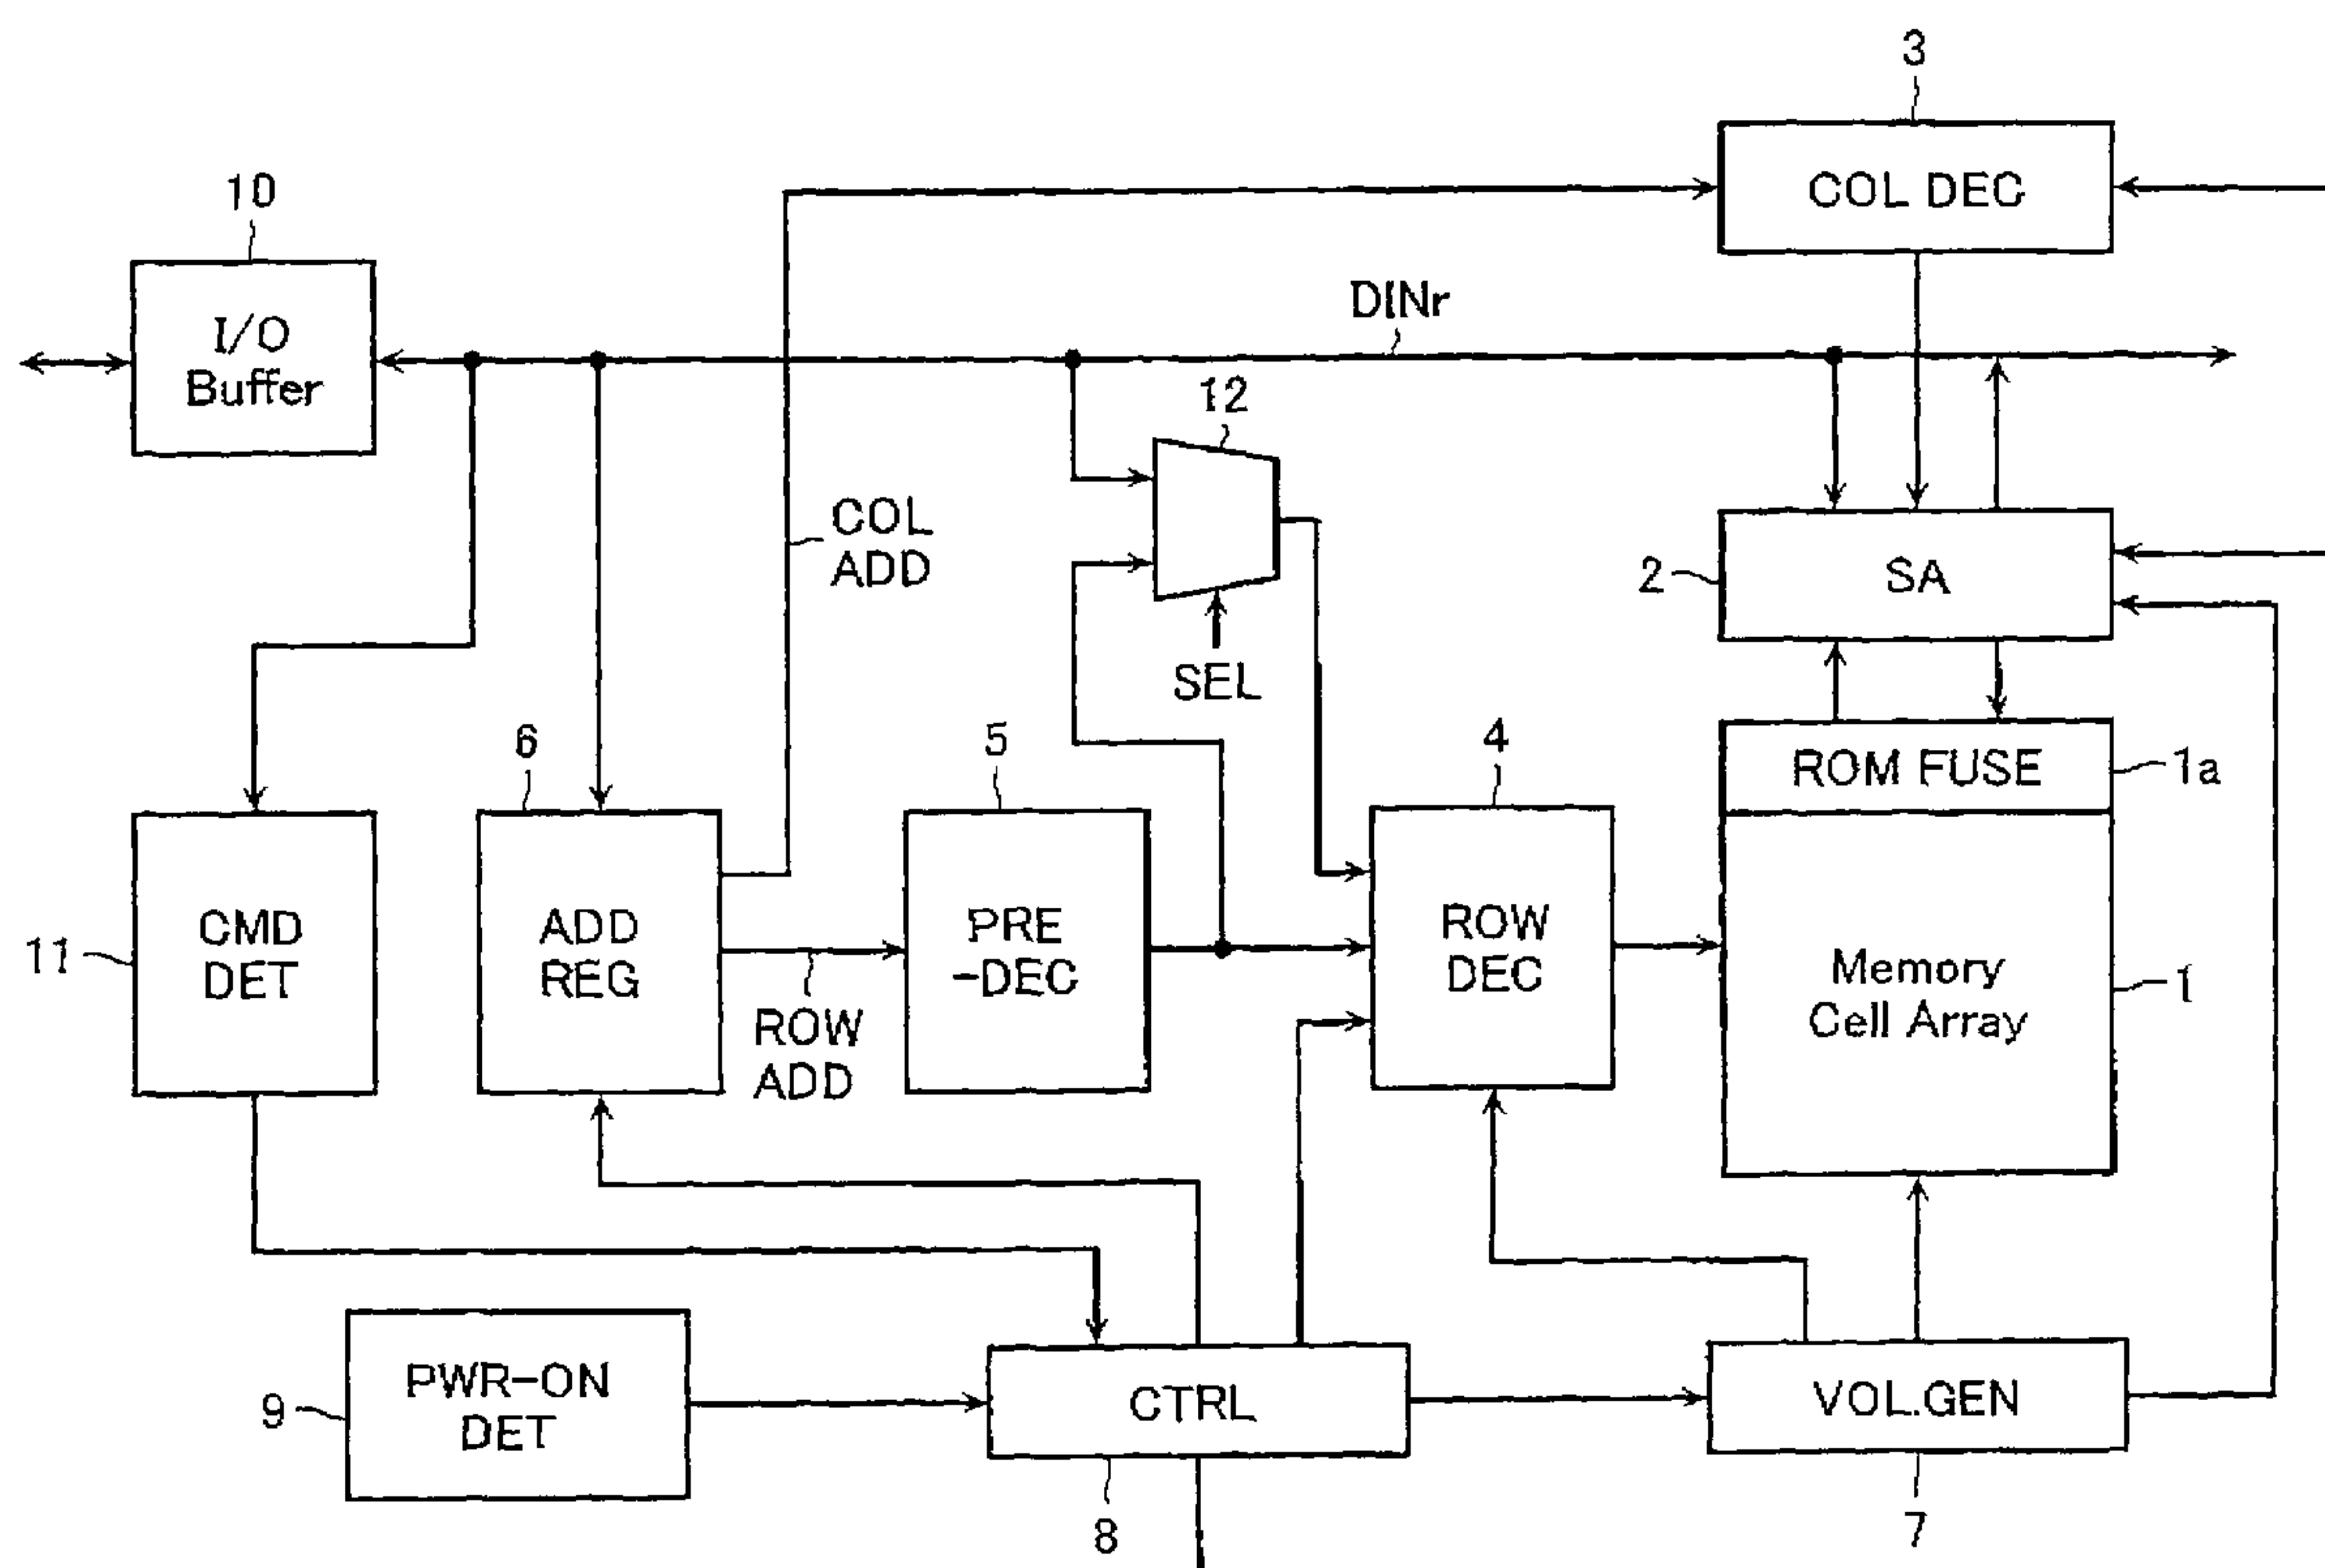 3
COL DEC
10
I/O
Buffer
DINr
12
COL
ADD
SEL
2
SA
ROM FUSE
1a
6
5
4
11
CMD
DET
ADD
REG
ROW
ADD
PRE
-DEC
ROW
DEC
Memory
Cell Array
1
9
PWR-ON
DET
CTRL
8
VOL.GEN
7